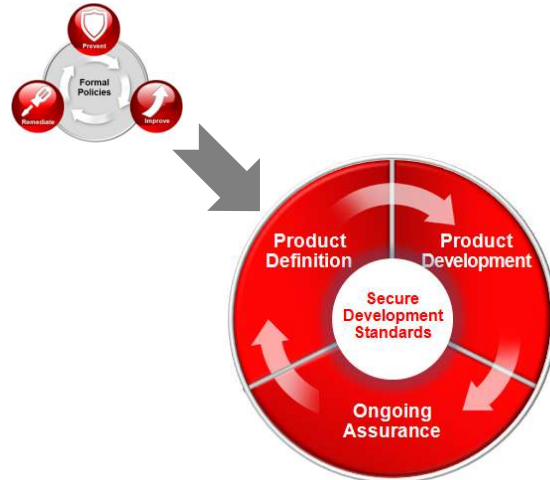 Prevent
Formal
Policies
Remediate
Improve
Product
Definition
Product
Development
Secure
Development
Standards
Ongoing
Assurance